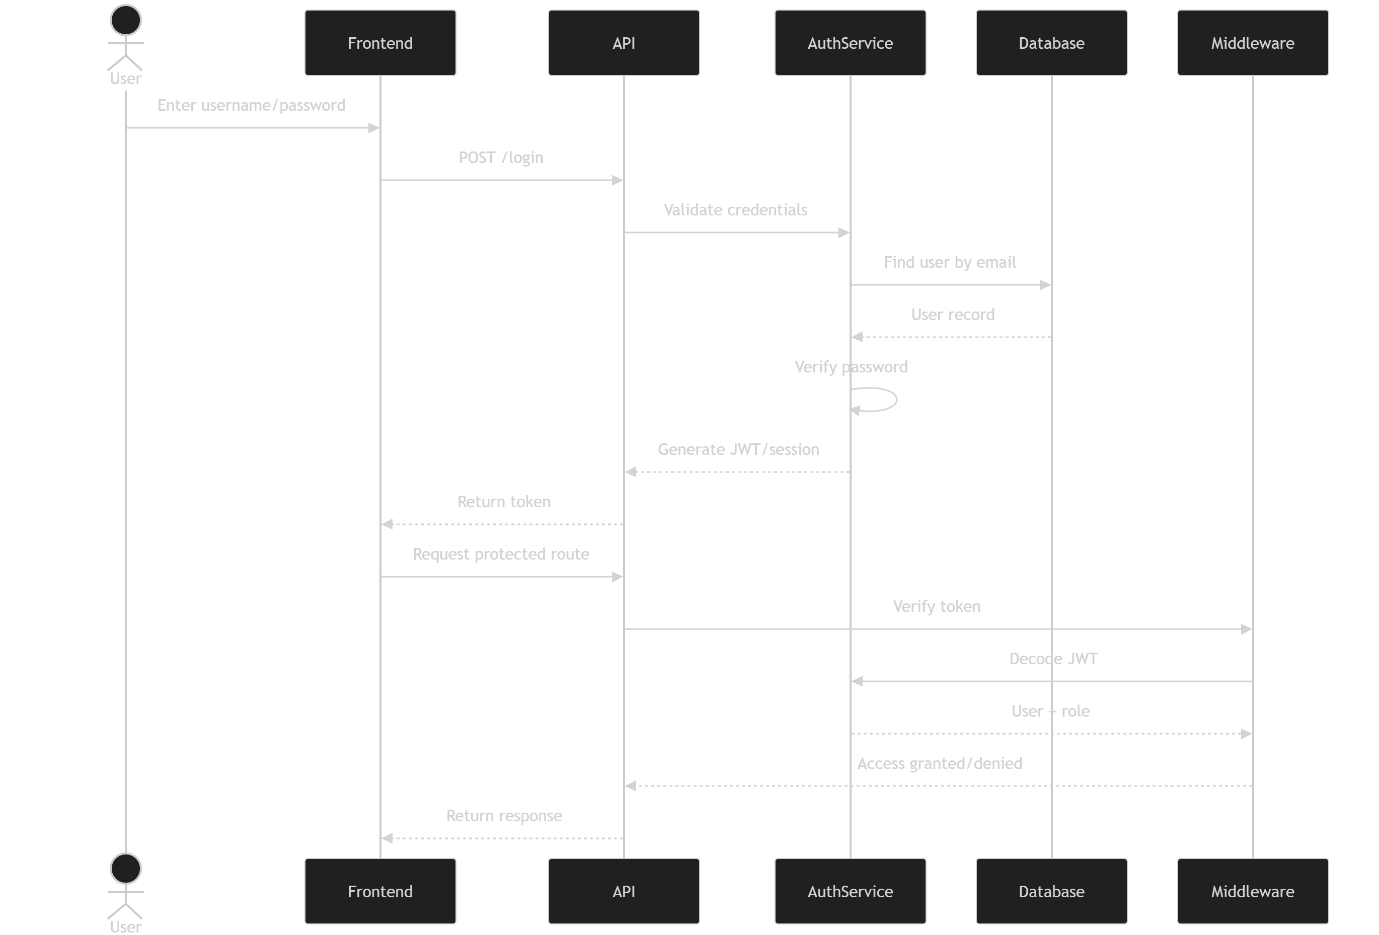 User
Frontend
API
AuthService
Database
Middleware
Enter username/password
POST /login
Validate credentials
Find user by email
User record
Verify password
Generate JWT/session
Return token
Request protected route
Verify token
Decode JWT
User + role
Access granted/denied
Return response
User
Frontend
API
AuthService
Database
Middleware